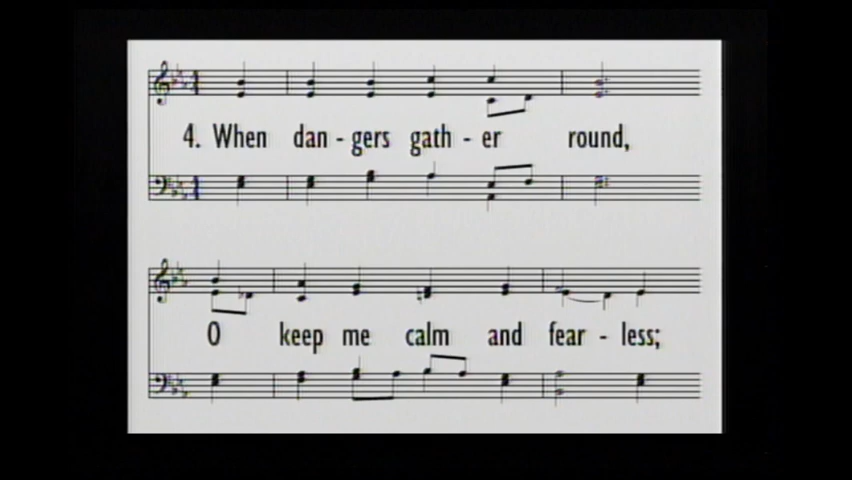 4. When dan - gers gath - er round,
O keep me calm and fear - less;